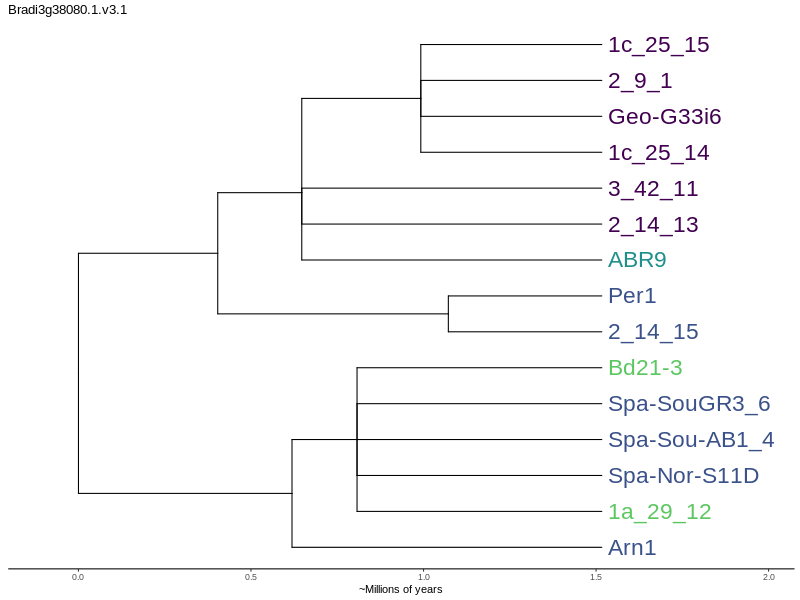 Bradi3g38080.1.v3.1
1c_25_15
2_9_1
Geo-G33i6
1c_25_14
3_42_11
2_14_13
ABR9
Per1
2_14_15
Bd21-3
Spa-SouGR3_6
Spa-Sou-AB1_4
Spa-Nor-S11D
1a_29_12
Arn1
0.0 0.5 1.0 1.5 2.0
~Millions of years